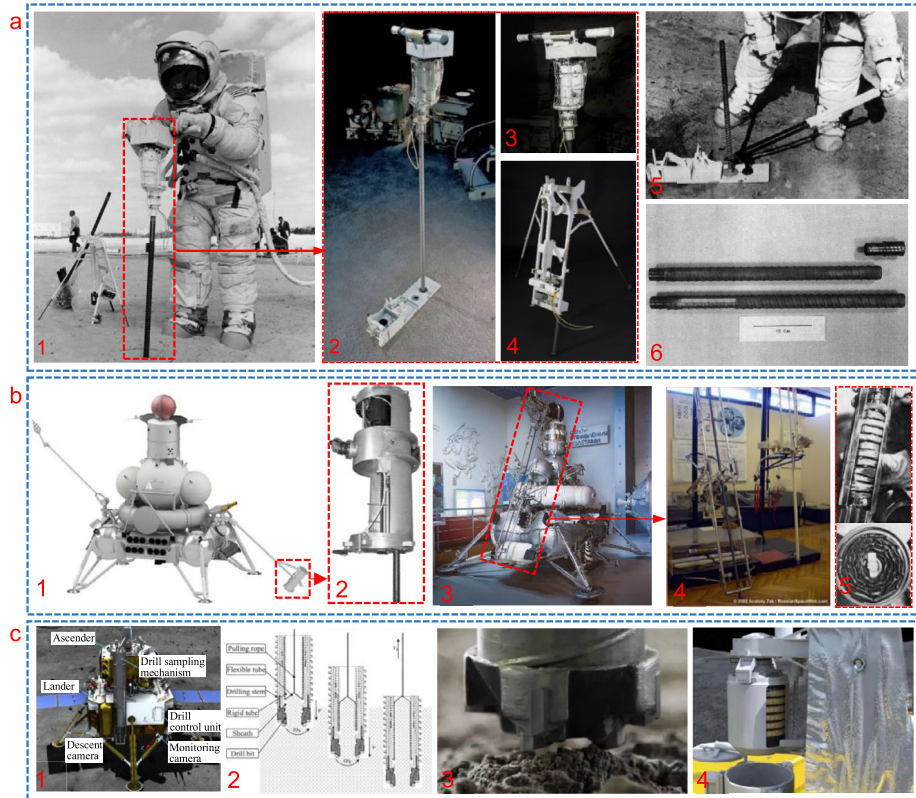 a
1
2
3
4
5
6
10 Cm
b
1
2
3
4
5
c
Ascender
Drill sampling
mechanism
Lander
Drill
control unit
Descent
camera
Monitoring
camera
1
Pulling rope
Flexible tube
Drilling stem
Rigid tube
Sheath
Drill bit
2
3
4